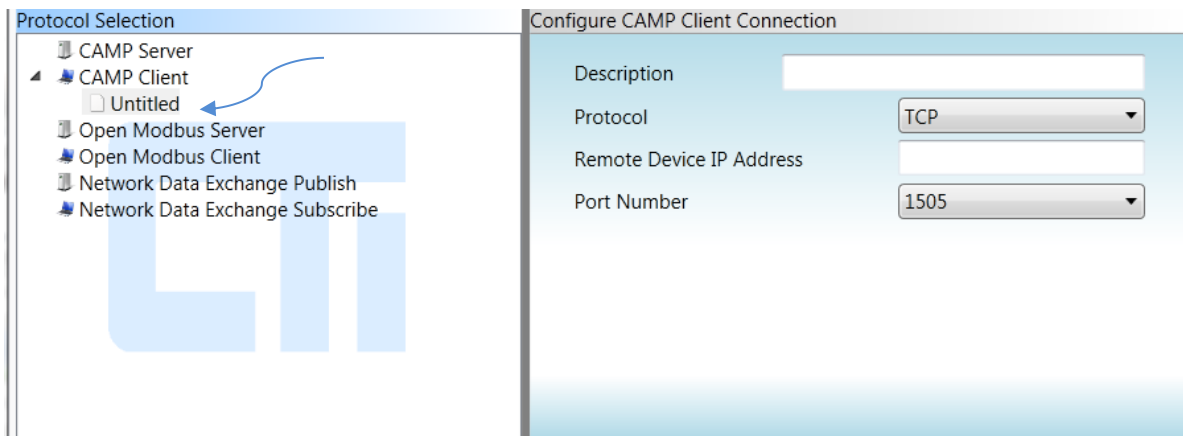 Protocol Selection
CAMP Server
CAMP Client
Untitled
Open Modbus Server
Open Modbus Client
Network Data Exchange Publish
Network Data Exchange Subscribe
Configure CAMP Client Connection
Description
Protocol TCP
Remote Device IP Address
Port Number 1505